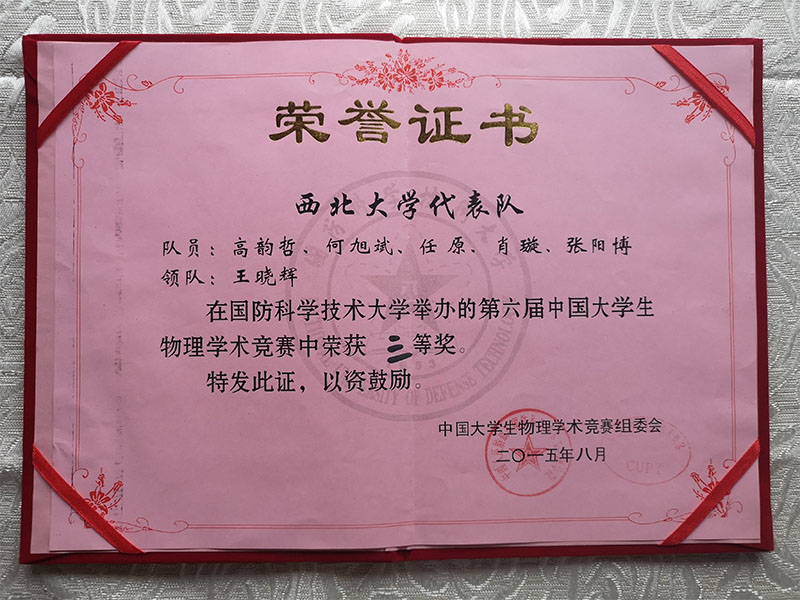 荣誉证书
西北大学代表队
队员：高韵哲、何旭斌、任原、肖璇、张阳博
领队：王晓辉
在国防科学技术大学举办的第六届中国大学生
物理学术竞赛中荣获 三等奖。
特发此证，以资鼓励。
中国大学生物理学术竞赛组委会
二〇一五年八月
CUPT